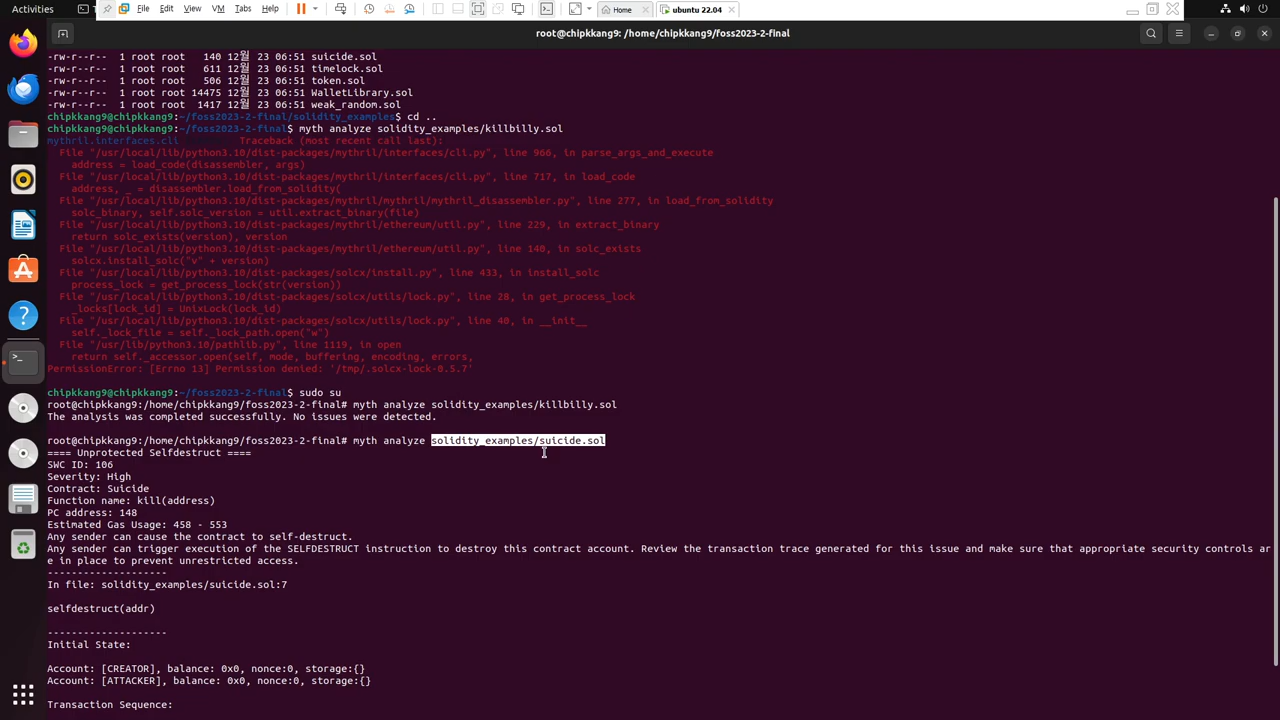 Activities
Te
File Edit View VM Tabs Help
Home
ubuntu 22.04
root@chipkkang9: /home/chipkkang9/foss2023-2-final
-rw-r--r-- 1 root root 140 12월 23 06:51 suicide.sol
-rw-r--r-- 1 root root 611 12월 23 06:51 timelock.sol
-rw-r--r-- 1 root root 506 12월 23 06:51 token.sol
-rw-r--r-- 1 root root 14475 12월 23 06:51 WalletLibrary.sol
-rw-r--r-- 1 root root 1417 12월 23 06:51 weak_random.sol
chipkkang9@chipkkang9:~/foss2023-2-final/solidity_examples$ cd ..
chipkkang9@chipkkang9:~/foss2023-2-final$ myth analyze solidity_examples/killbilly.sol
mythril.interfaces.cli Traceback (most recent call last):
File "/usr/local/lib/python3.10/dist-packages/mythril/interfaces/cli.py", line 966, in parse_args_and_execute
address = load_code(disassembler, args)
File "/usr/local/lib/python3.10/dist-packages/mythril/interfaces/cli.py", line 717, in load_code
address, _ = disassembler.load_from_solidity(
File "/usr/local/lib/python3.10/dist-packages/mythril/mythril/mythril_disassembler.py", line 277, in load_from_solidity
solc_binary, self.solc_version = util.extract_binary(file)
File "/usr/local/lib/python3.10/dist-packages/mythril/ethereum/util.py", line 229, in extract_binary
return solc_exists(version), version
File "/usr/local/lib/python3.10/dist-packages/mythril/ethereum/util.py", line 140, in solc_exists
solcx.install_solc("v" + version)
File "/usr/local/lib/python3.10/dist-packages/solcx/install.py", line 433, in install_solc
process_lock = get_process_lock(str(version))
File "/usr/local/lib/python3.10/dist-packages/solcx/utils/lock.py", line 28, in get_process_lock
_locks[lock_id] = UnixLock(lock_id)
File "/usr/local/lib/python3.10/dist-packages/solcx/utils/lock.py", line 40, in __init__
self._lock_file = self._lock_path.open("w")
File "/usr/lib/python3.10/pathlib.py", line 1119, in open
return self._accessor.open(self, mode, buffering, encoding, errors,
PermissionError: [Errno 13] Permission denied: '/tmp/.solcx-lock-0.5.7'
chipkkang9@chipkkang9:~/foss2023-2-final$ sudo su
root@chipkkang9:/home/chipkkang9/foss2023-2-final# myth analyze solidity_examples/killbilly.sol
The analysis was completed successfully. No issues were detected.
root@chipkkang9:/home/chipkkang9/foss2023-2-final# myth analyze solidity_examples/suicide.sol
==== Unprotected Selfdestruct ====
SWC ID: 106
Severity: High
Contract: Suicide
Function name: kill(address)
PC address: 148
Estimated Gas Usage: 458 - 553
Any sender can cause the contract to self-destruct.
Any sender can trigger execution of the SELFDESTRUCT instruction to destroy this contract account. Review the transaction trace generated for this issue and make sure that appropriate security controls ar
e in place to prevent unrestricted access.
--------------------
In file: solidity_examples/suicide.sol:7
selfdestruct(addr)
--------------------
Initial State:
Account: [CREATOR], balance: 0x0, nonce:0, storage:{}
Account: [ATTACKER], balance: 0x0, nonce:0, storage:{}
Transaction Sequence: